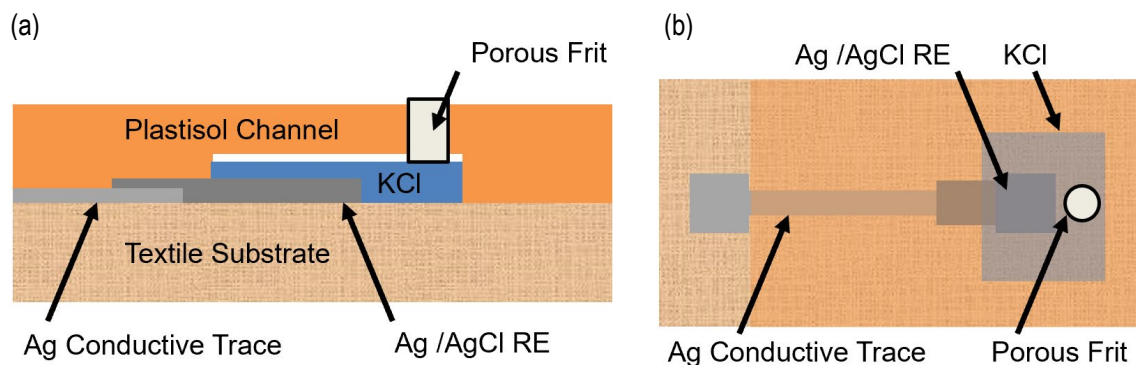 (a)
Porous Frit
Plastisol Channel
KCl
Textile Substrate
Ag Conductive Trace
Ag /AgCl RE
(b)
Ag /AgCl RE
KCl
Ag Conductive Trace
Porous Frit